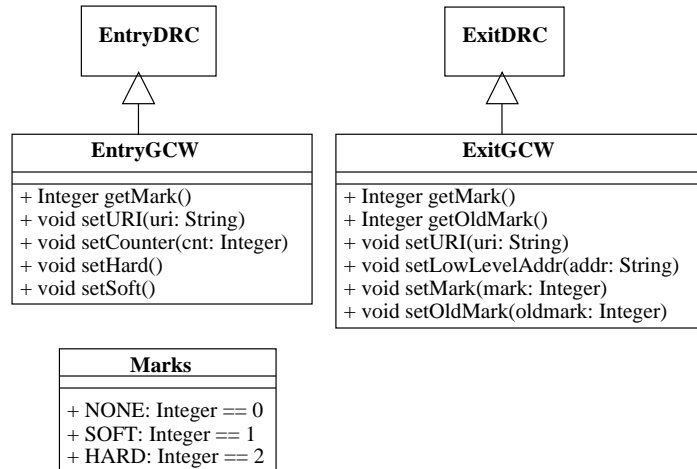 EntryDRC
EntryGCW
+ Integer getMark()
+ void setURI(uri: String)
+ void setCounter(cnt: Integer)
+ void setHard()
+ void setSoft()
ExitDRC
ExitGCW
+ Integer getMark()
+ Integer getOldMark()
+ void setURI(uri: String)
+ void setLowLevelAddr(addr: String)
+ void setMark(mark: Integer)
+ void setOldMark(oldmark: Integer)
Marks
+ NONE: Integer == 0
+ SOFT: Integer == 1
+ HARD: Integer == 2